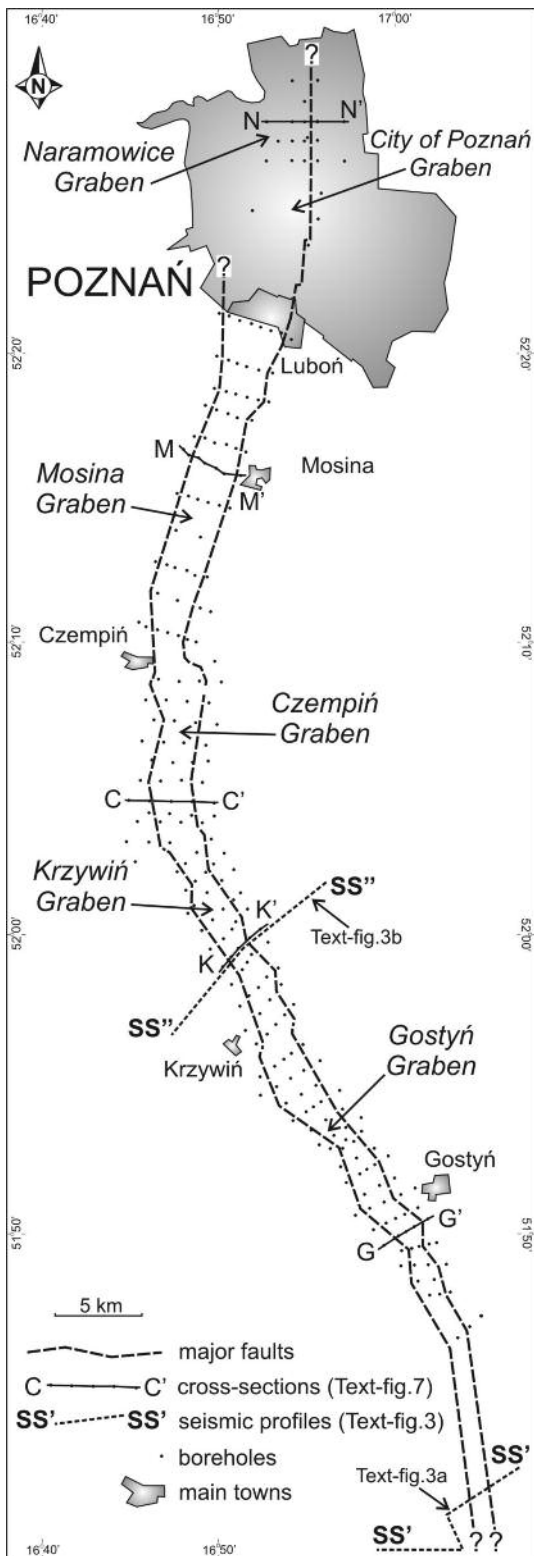 16°40' 16°50' 17°00'
N
?
N N'
Naramowice
Graben
City of Poznań
Graben
POZNAŃ
?
52°20' 52°20'
Luboń
M
Mosina
M'
Mosina
Graben
52°10' 52°10'
Czempiń
Czempiń
Graben
C C'
Krzywiń
Graben
SS"
K'
Text-fig.3b
52°00' 52°00'
K
SS"
Krzywiń
Gostyń
Graben
Gostyń
51°50' 51°50'
G'
G
5 km
major faults
C C' cross-sections (Text-fig.7)
SS' SS' seismic profiles (Text-fig.3)
boreholes
main towns
Text-fig.3a
SS'
SS'
? ?
16°40' 16°50' 17°00'